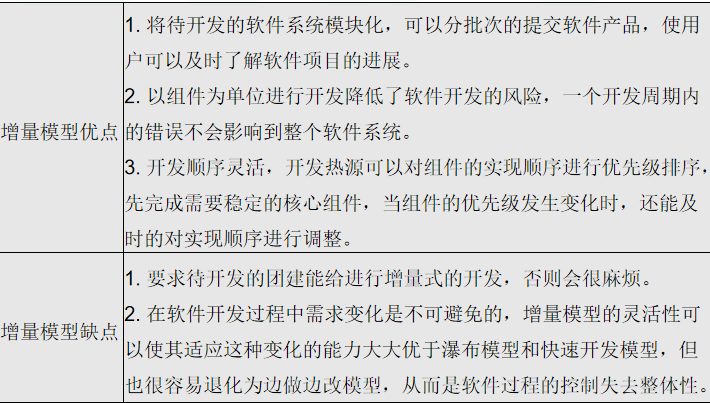 增量模型优点
1. 将待开发的软件系统模块化，可以分批次的提交软件产品，使用
户可以及时了解软件项目的进展。
2. 以组件为单位进行开发降低了软件开发的风险，一个开发周期内
的错误不会影响到整个软件系统。
3. 开发顺序灵活，开发热源可以对组件的实现顺序进行优先级排序，
先完成需要稳定的核心组件，当组件的优先级发生变化时，还能及
时的对实现顺序进行调整。
增量模型缺点
1. 要求待开发的团建能给进行增量式的开发，否则会很麻烦。
2. 在软件开发过程中需求变化是不可避免的，增量模型的灵活性可
以使其适应这种变化的能力大大优于瀑布模型和快速开发模型，但
也很容易退化为边做边改模型，从而是软件过程的控制失去整体性。